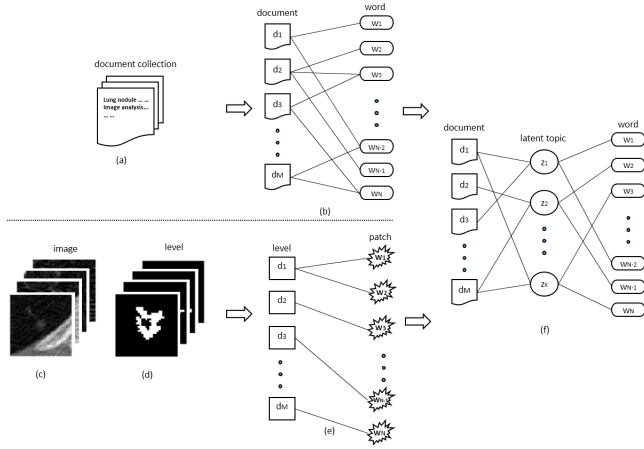 document collection
Lung nodule ... ...
Image analysis...
... ...
(a)
document
word
d1
d2
d3
dM
w1
w2
w3
wN-2
wN-1
wN
(b)
image
(c)
level
(d)
level
patch
d1
d2
d3
dM
w1
w2
w3
wN-1
wN
(e)
document
latent topic
word
d1
d2
d3
dM
z1
z2
zK
w1
w2
w3
wN-2
wN-1
wN
(f)